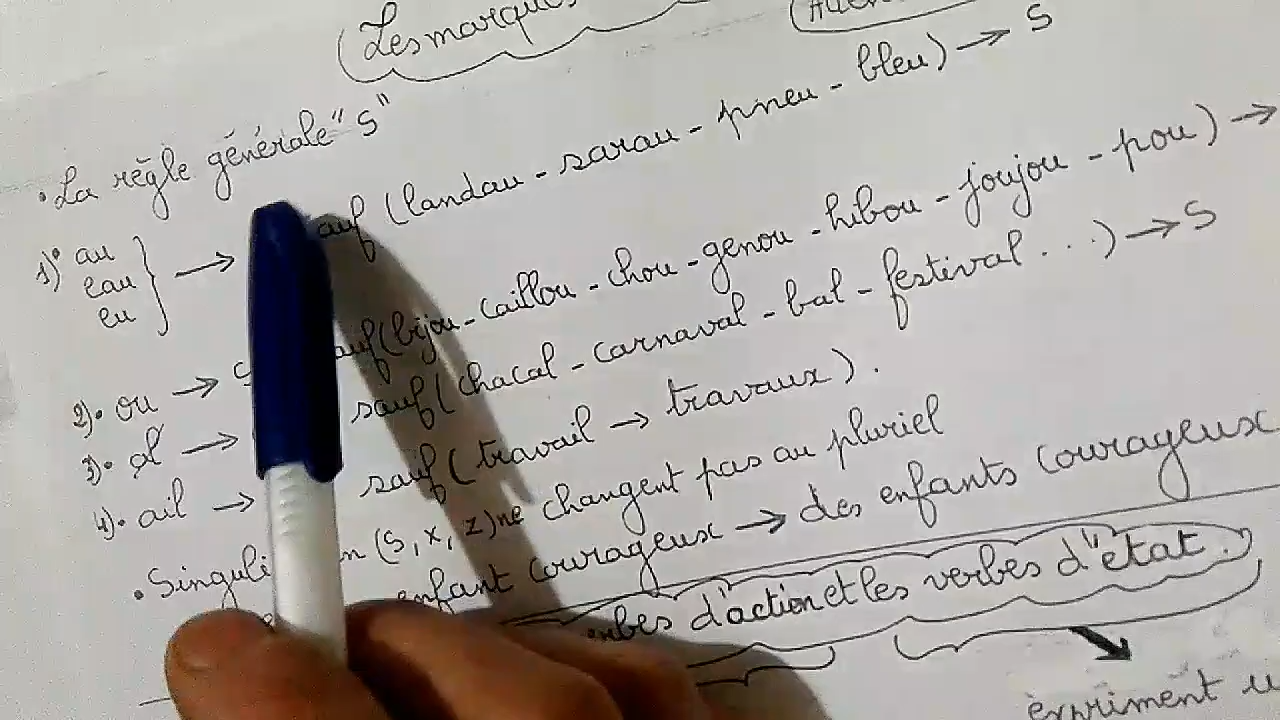 (Les marques
• La règle générale "s"
1)• au
eau
eu } → sauf (landau - sarau - pneu - bleu) → s
2)• ou → s sauf (bijou - caillou - chou - genou - hibou - joujou - pou) →
3)• al → sauf (chacal - carnaval - bal - festival ...) → s
4)• ail → sauf (travail → travaux).
• Singuli (s, x, z) ne changent pas au pluriel
enfant courageux → des enfants courageux
d'action et les verbes d'état.
expriment